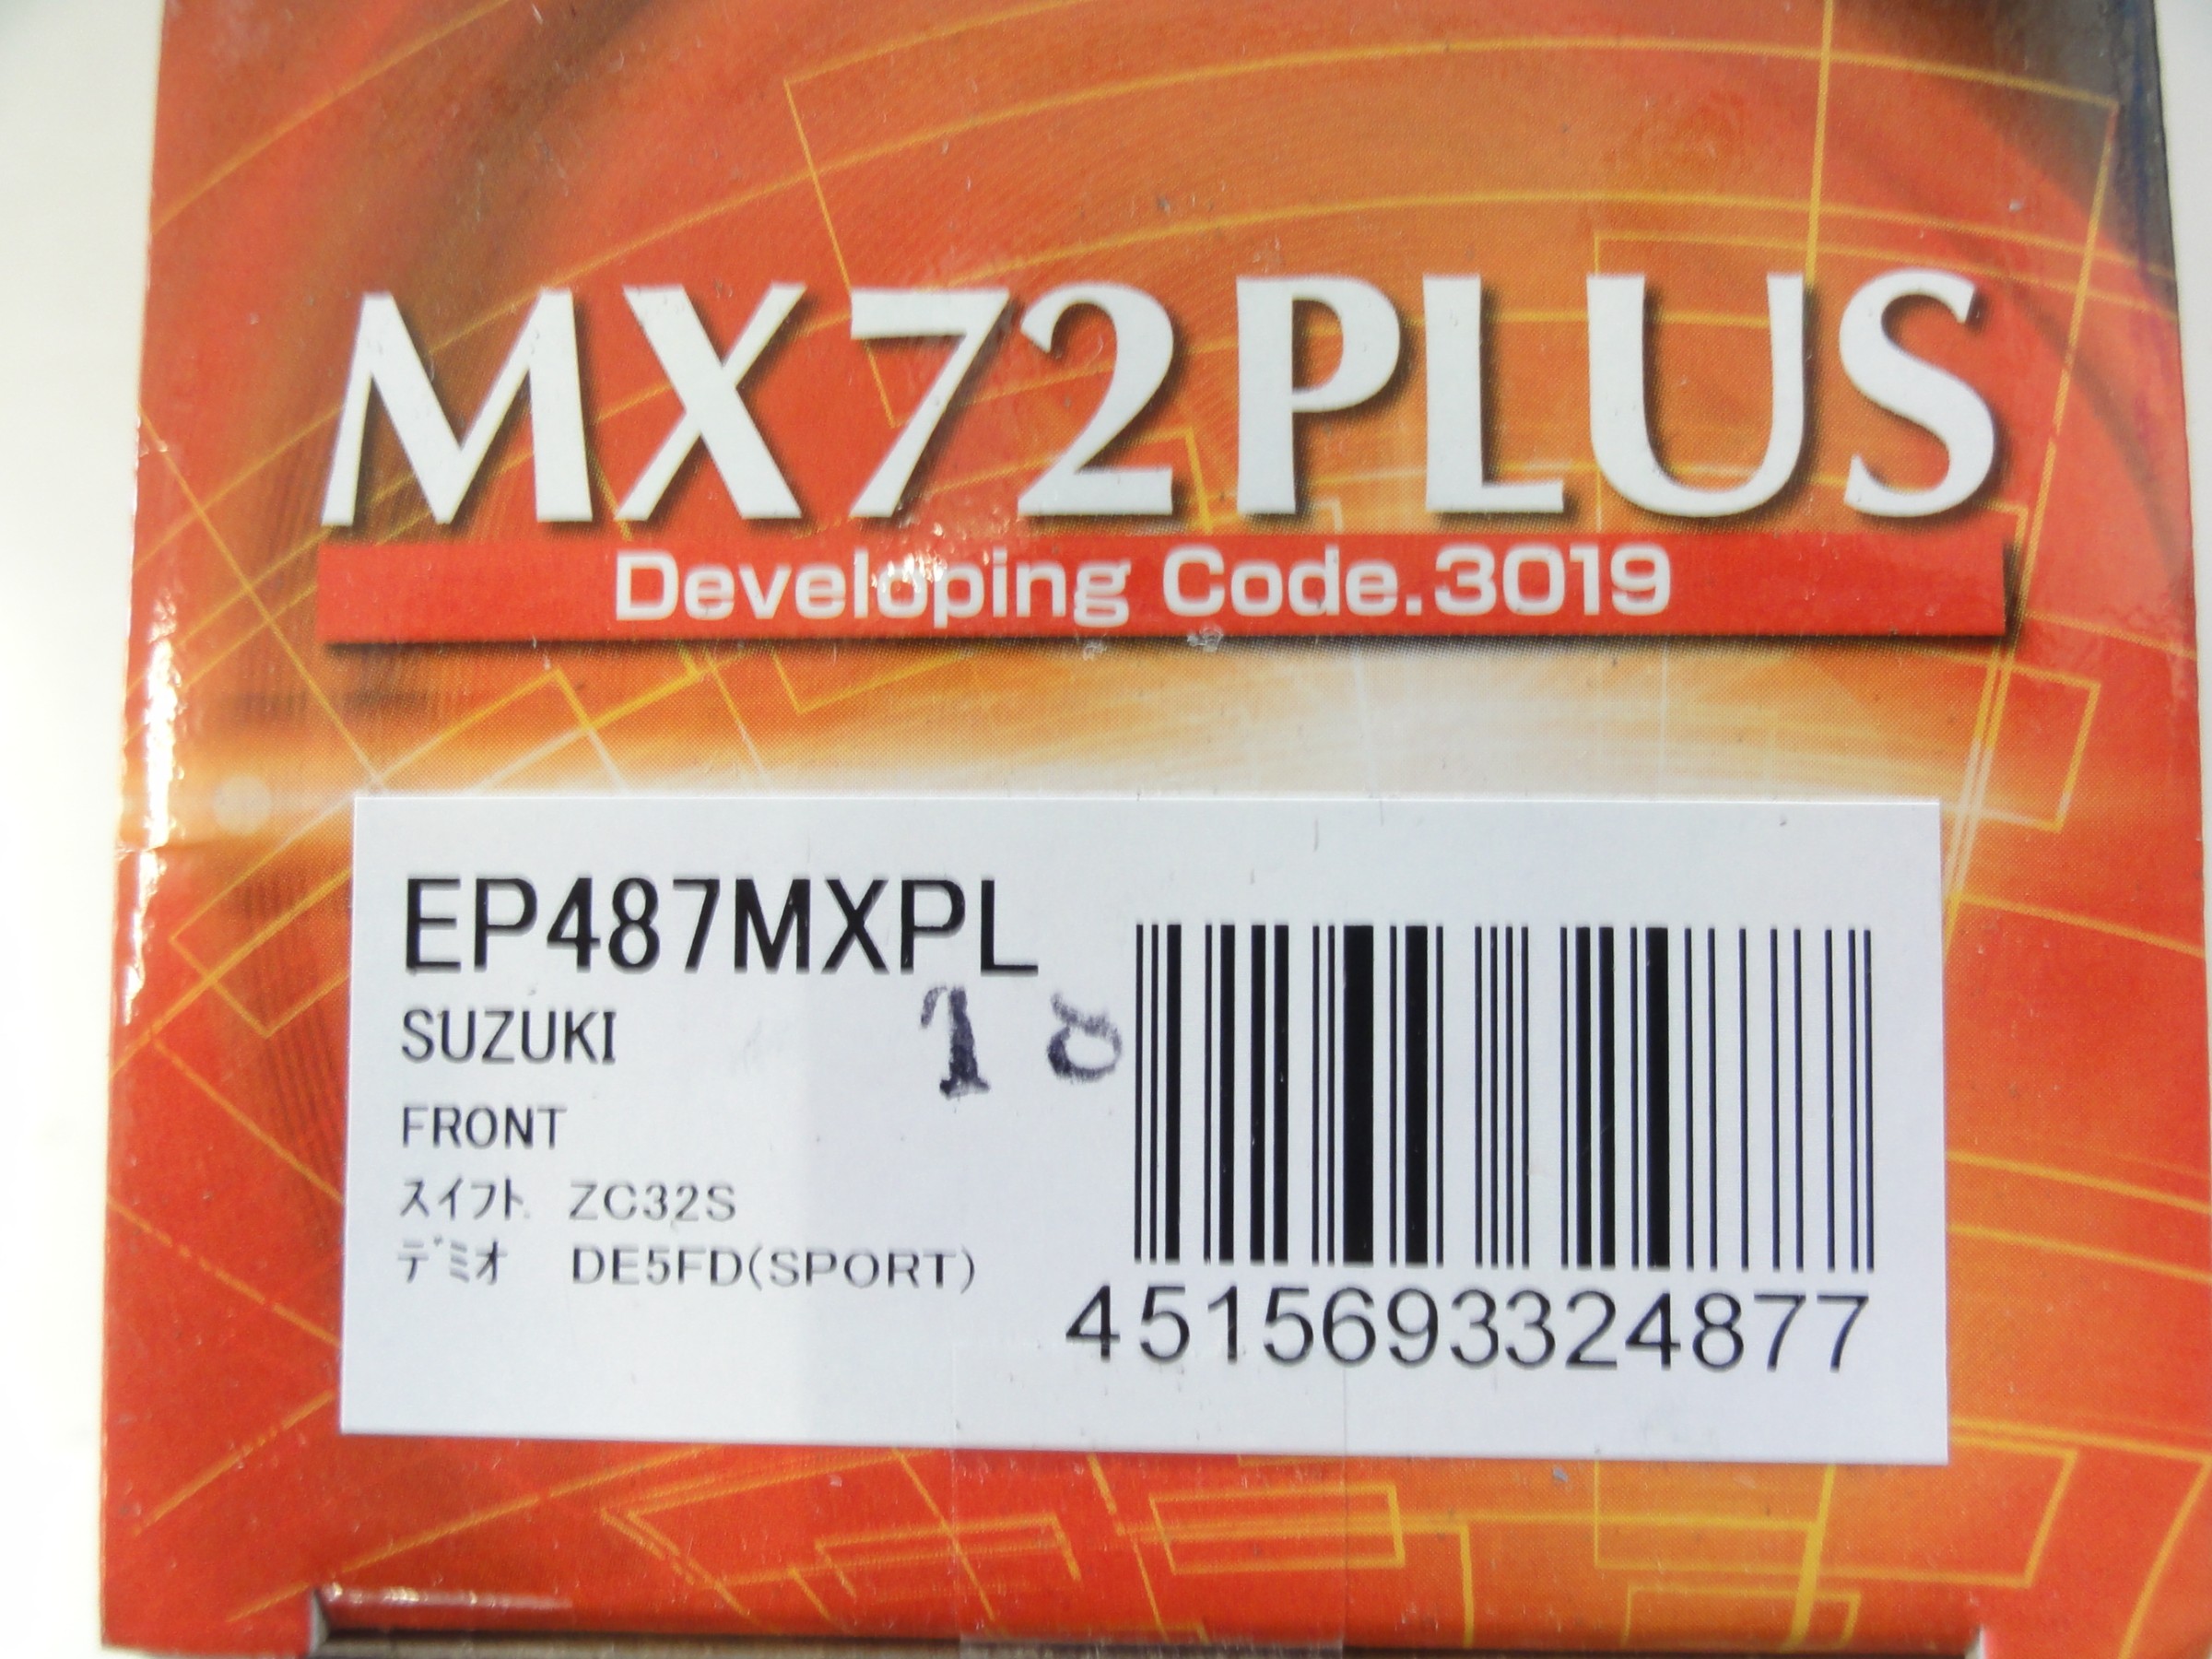 MX72PLUS
Developing Code.3019
EP487MXPL
SUZUKI
FRONT
ｽｲﾌﾄ ZC32S
ﾃﾞﾐｵ DE5FD(SPORT)
4515693324877